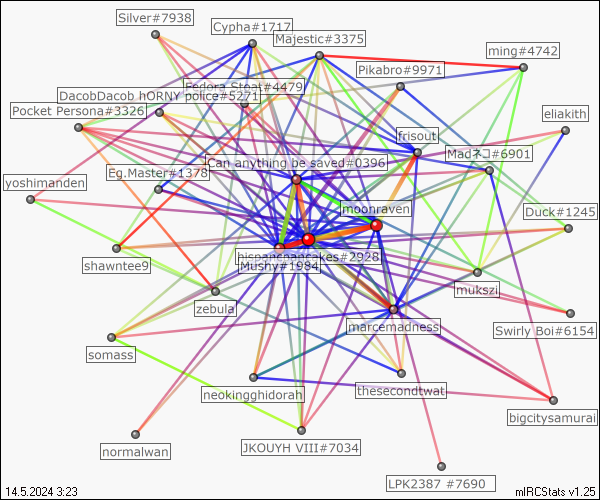 Silver#7938
Cypha#1717
Majestic#3375
ming#4742
Pikabro#9971
Fedora Stoat#4479
DacobDacob hORNY police#5271
Pocket Persona#3326
eliakith
frisout
Madネコ#6901
Can anything be saved#0396
Eg.Master#1378
yoshimanden
moonraven
Duck#1245
hispanchancakes#2928
Mushy#1984
shawntee9
mukszi
zebula
marcemadness
Swirly Boi#6154
somass
neokingghidorah
thesecondtwat
bigcitysamurai
normalwan
JKOUYH VIII#7034
LPK2387 #7690
14.5.2024 3:23
mIRCStats v1.25